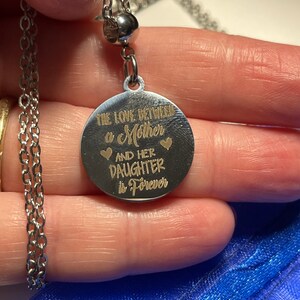 THE LOVE BETWEEN
a Mother
AND HER
DAUGHTER
is Forever